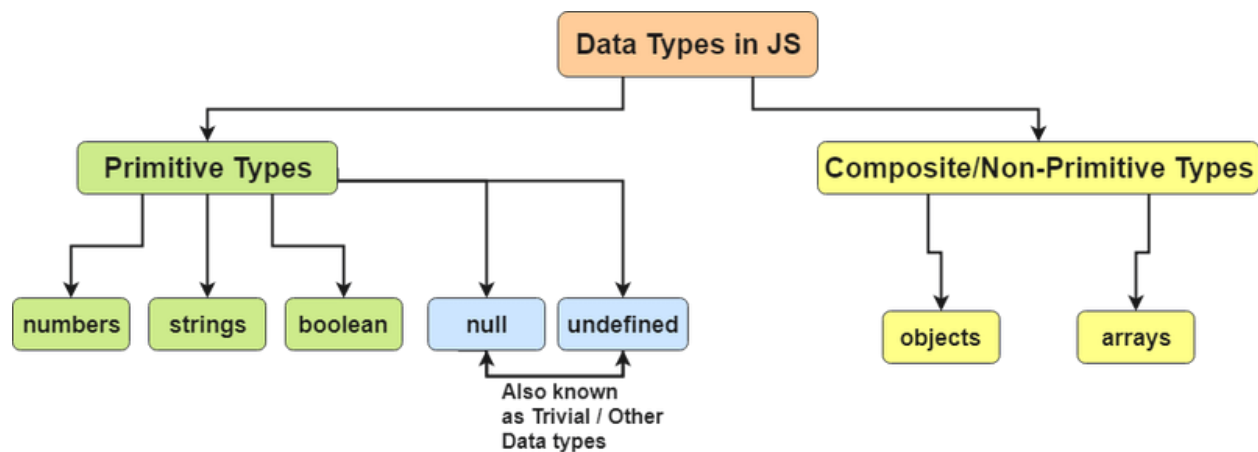 Data Types in JS
Primitive Types
Composite/Non-Primitive Types
numbers
strings
boolean
null
undefined
objects
arrays
Also known
as Trivial / Other
Data types